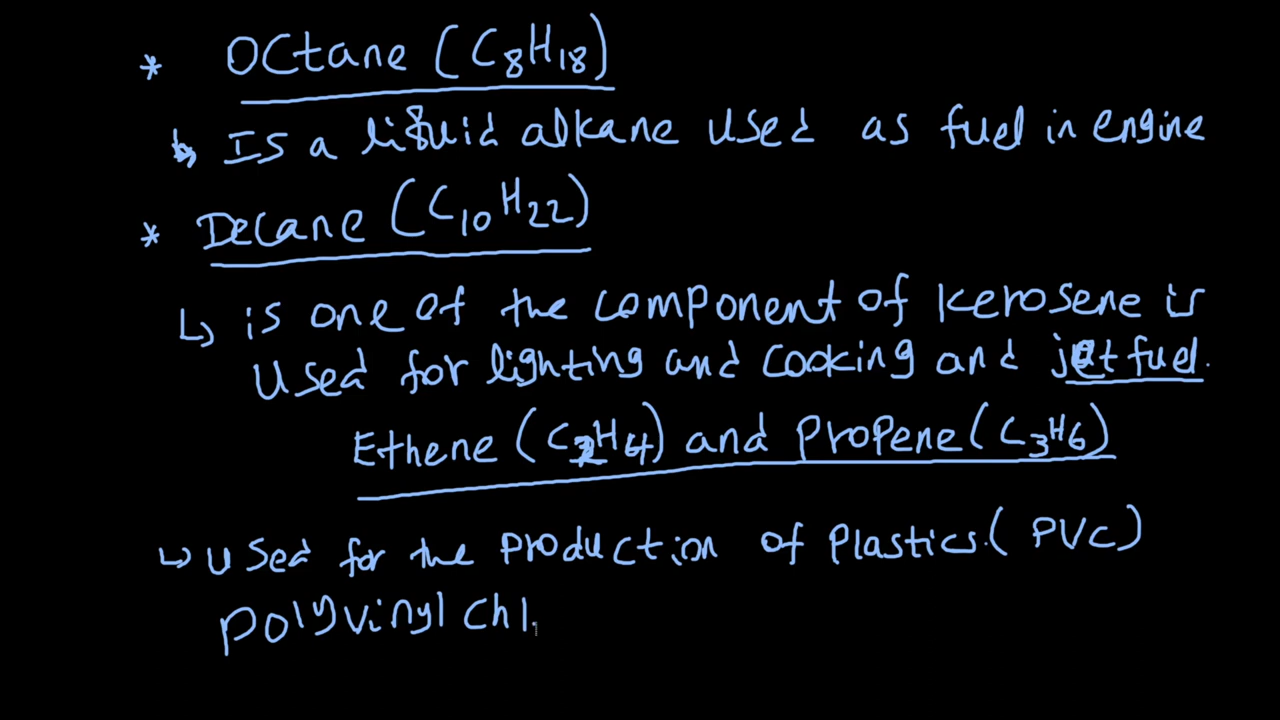 * Octane (C8H18)
↳ Is a liquid alkane used as fuel in engine
* Decane (C10H22)
↳ is one of the component of kerosene is
used for lighting and cooking and jet fuel.
Ethene (C2H4) and propene (C3H6)
↳ used for the production of plastics. (PVC)
polyvinyl chl